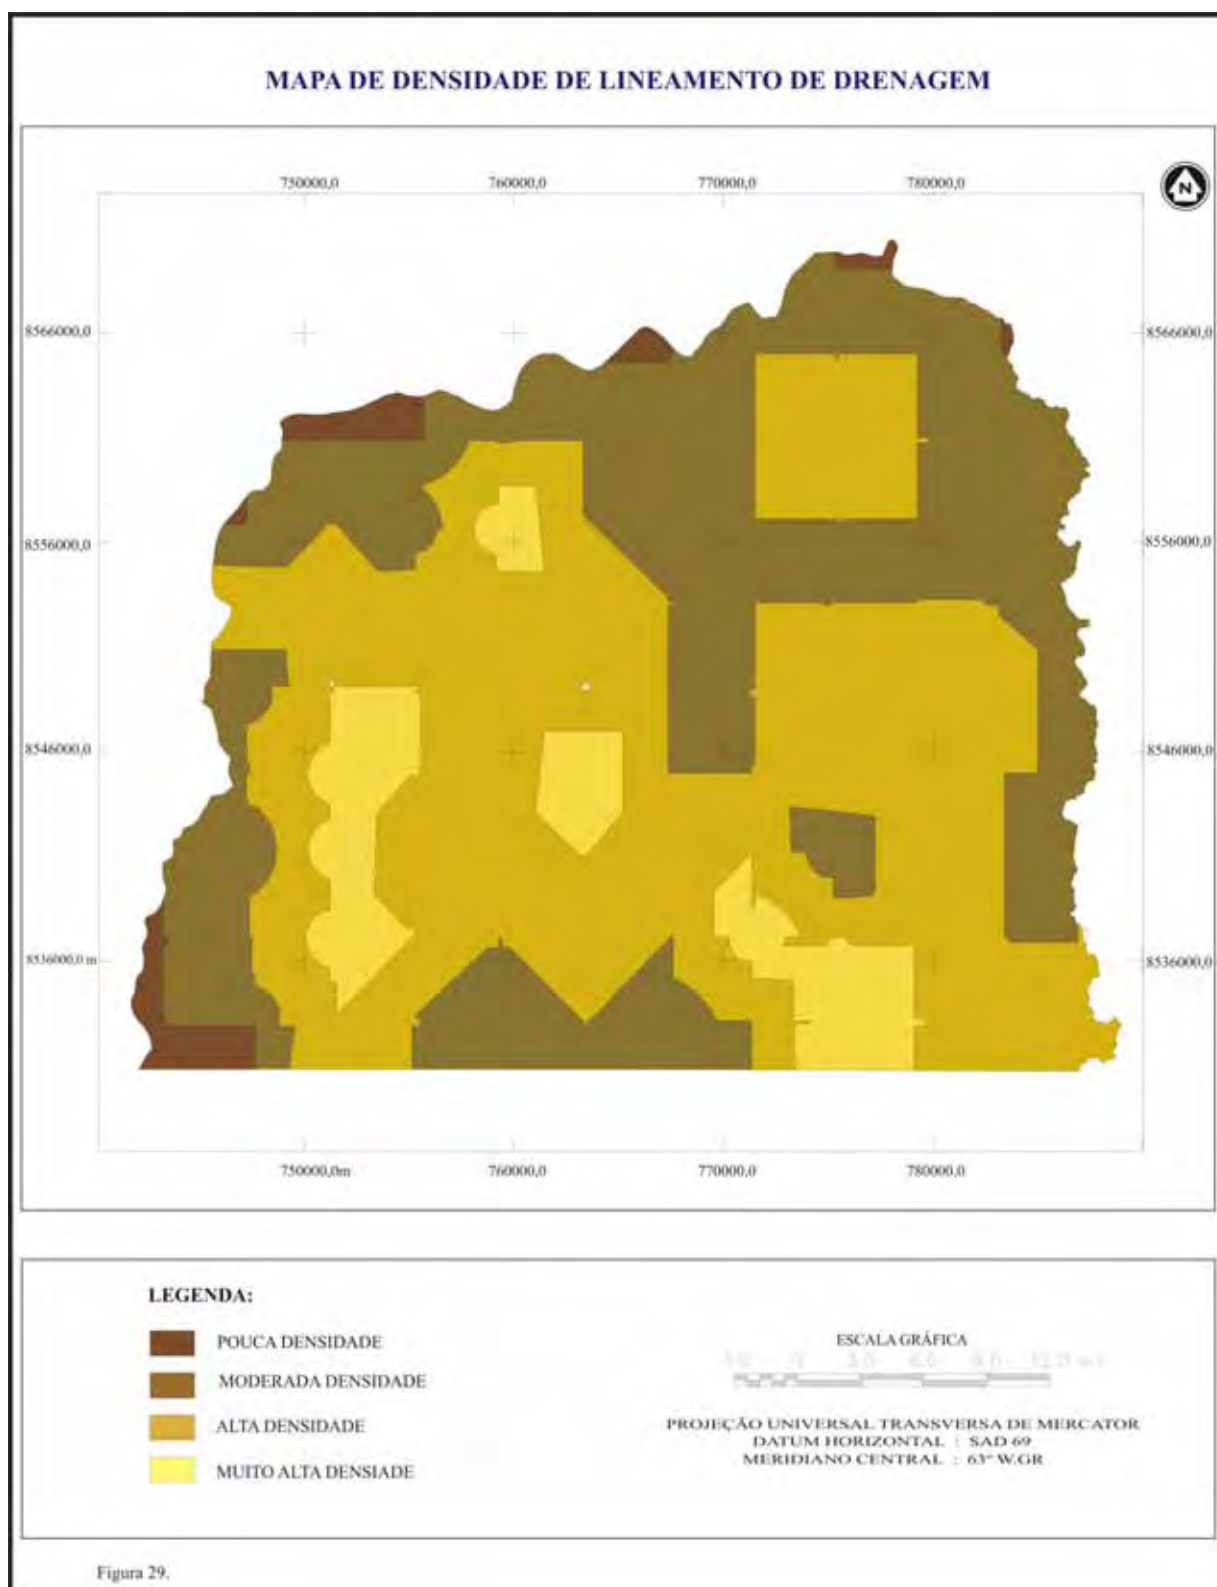 MAPA DE DENSIDADE DE LINEAMENTO DE DRENAGEM
750000,0 760000,0 770000,0 780000,0
N
8566000,0 8566000,0
8556000,0 8556000,0
8546000,0 8546000,0
8536000,0 m 8536000,0
750000,0m 760000,0 770000,0 780000,0
LEGENDA:
POUCA DENSIDADE
MODERADA DENSIDADE
ALTA DENSIDADE
MUITO ALTA DENSIADE
ESCALA GRÁFICA
PROJEÇÃO UNIVERSAL TRANSVERSA DE MERCATOR
DATUM HORIZONTAL : SAD 69
MERIDIANO CENTRAL : 63º W.GR
Figura 29.